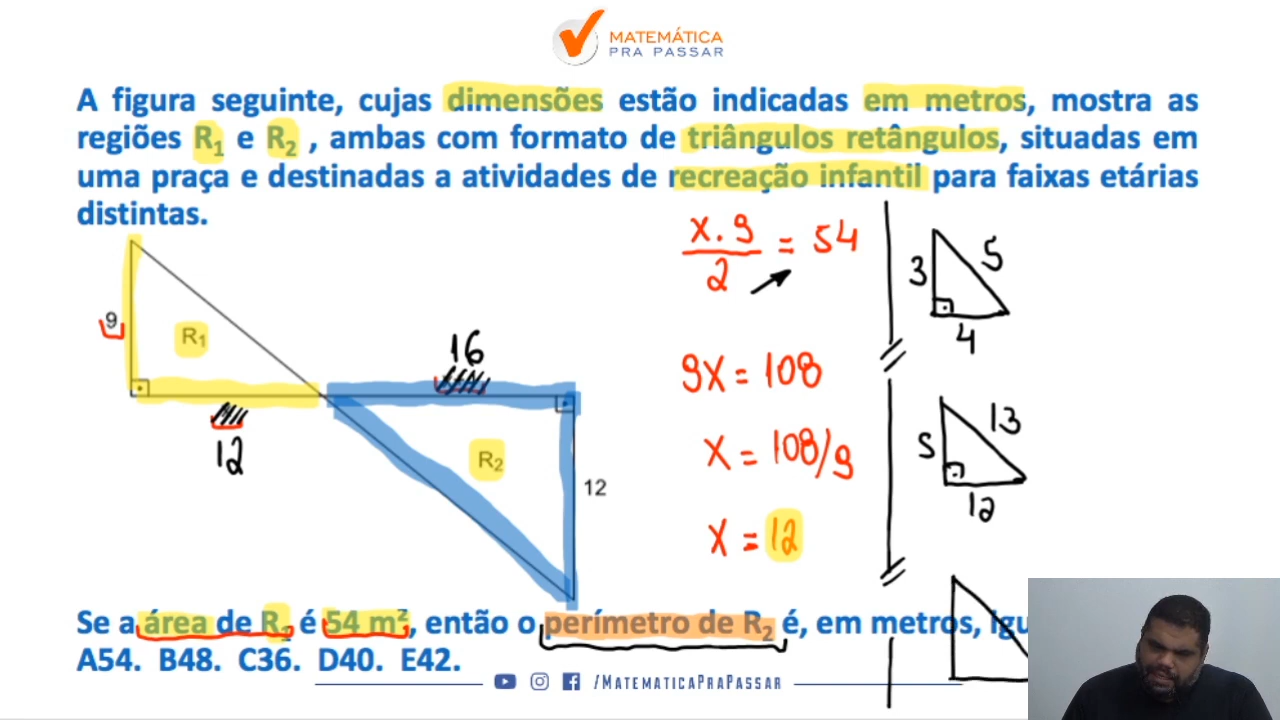 MATEMÁTICA
PRA PASSAR
A figura seguinte, cujas dimensões estão indicadas em metros, mostra as
regiões R₁ e R₂ , ambas com formato de triângulos retângulos, situadas em
uma praça e destinadas a atividades de recreação infantil para faixas etárias
distintas.
9
R₁
12
16
R₂
12
x . 9
2
= 54
9x = 108
x = 108/9
x = 12
3
5
4
5
13
12
Se a área de R₁ é 54 m², então o perímetro de R₂ é, em metros, igu
A54. B48. C36. D40. E42.
/MATEMATICAPRAPASSAR